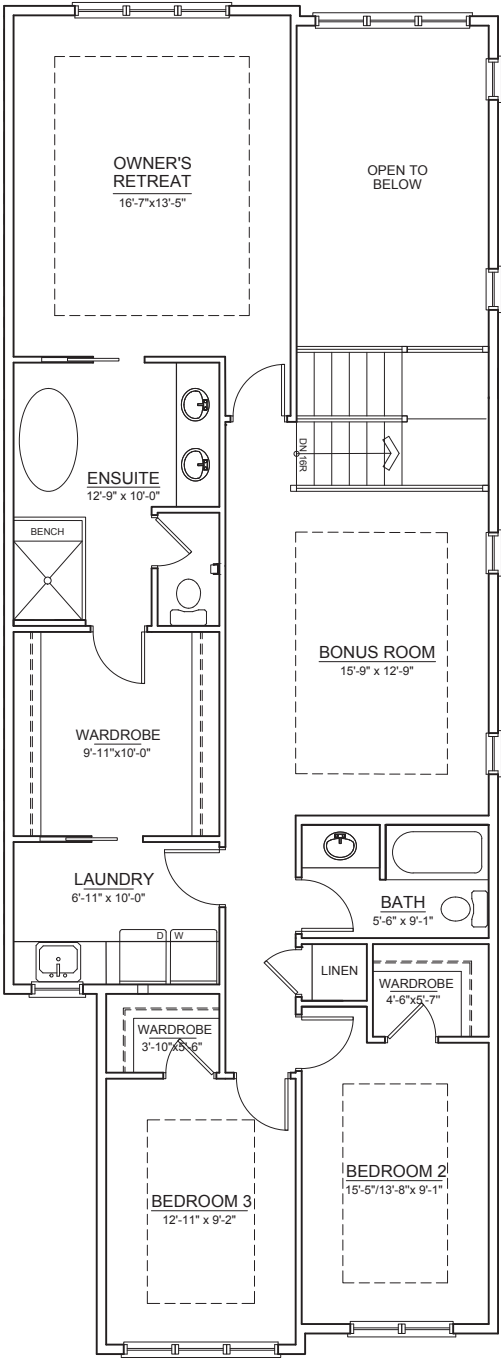 OWNER'S
RETREAT
16'-7"x13'-5"
OPEN TO
BELOW
DN 16R
ENSUITE
12'-9" x 10'-0"
BENCH
BONUS ROOM
15'-9" x 12'-9"
WARDROBE
9'-11"x10'-0"
LAUNDRY
6'-11" x 10'-0"
D W
BATH
5'-6" x 9'-1"
LINEN
WARDROBE
4'-6"x5'-7"
WARDROBE
3'-10"x5'-6"
BEDROOM 2
15'-5"/13'-8"x 9'-1"
BEDROOM 3
12'-11" x 9'-2"